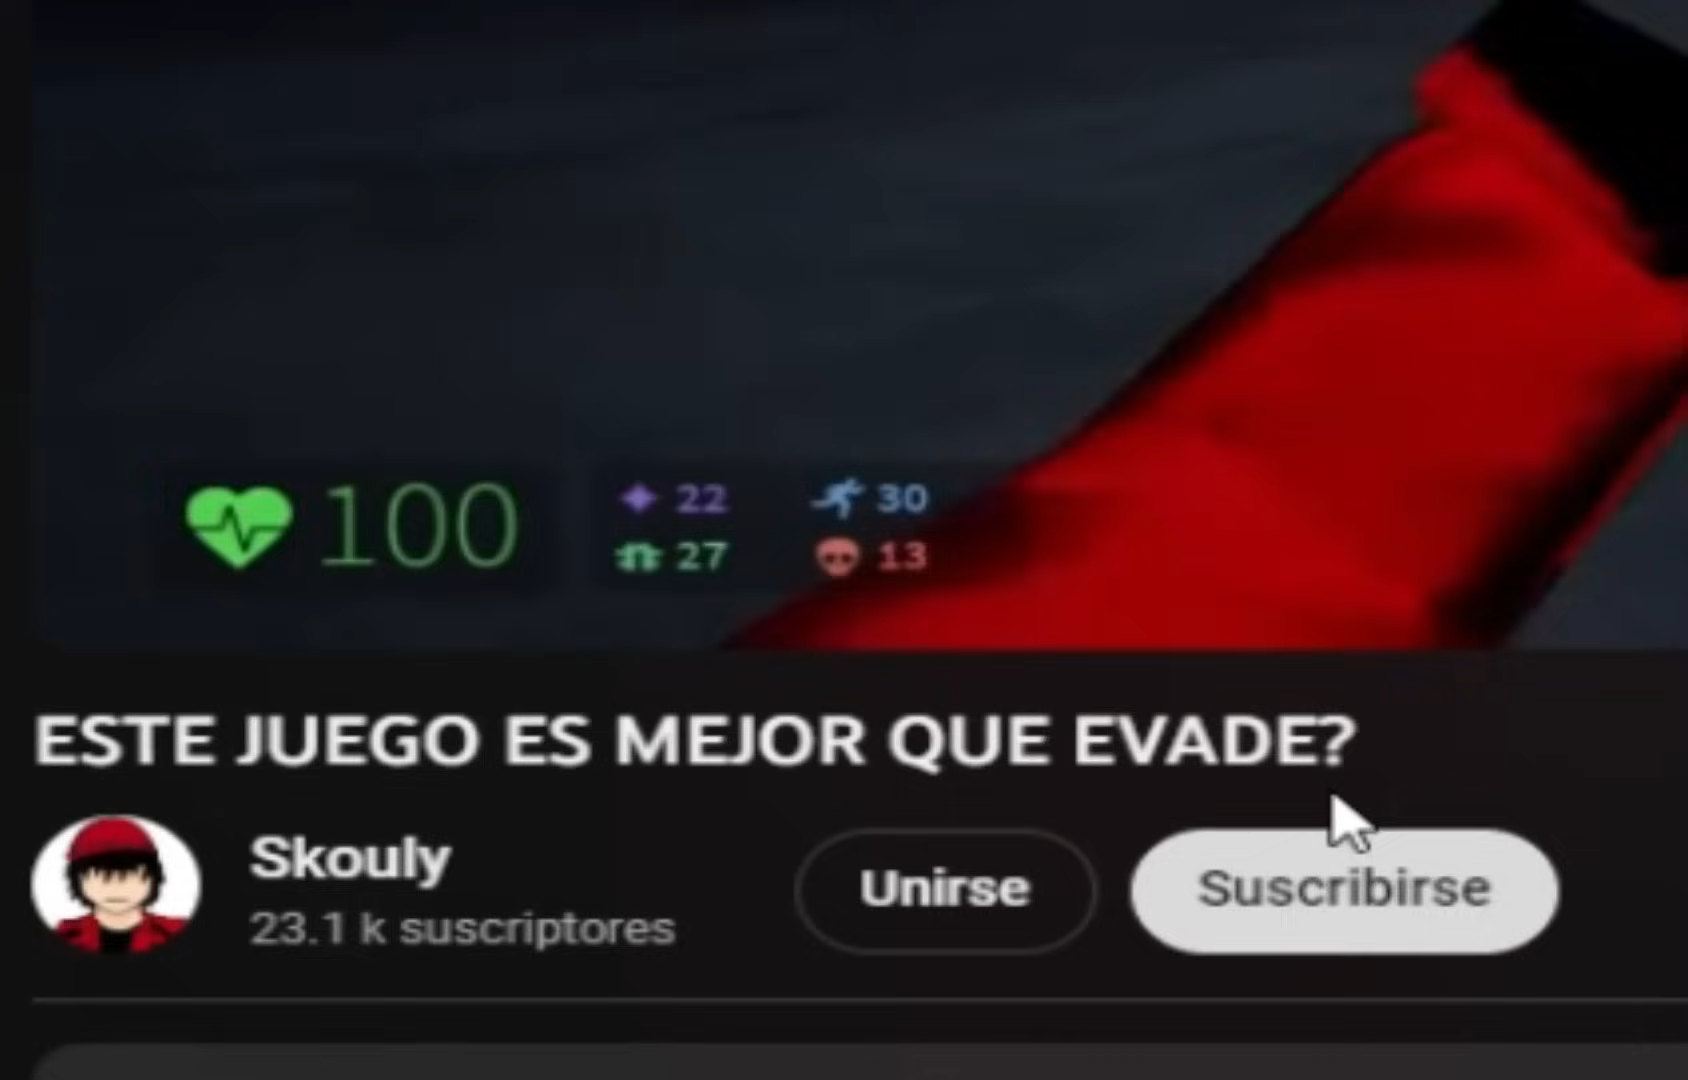 100
22 30
27 13
ESTE JUEGO ES MEJOR QUE EVADE?
Skouly
23.1 k suscriptores
Unirse
Suscribirse